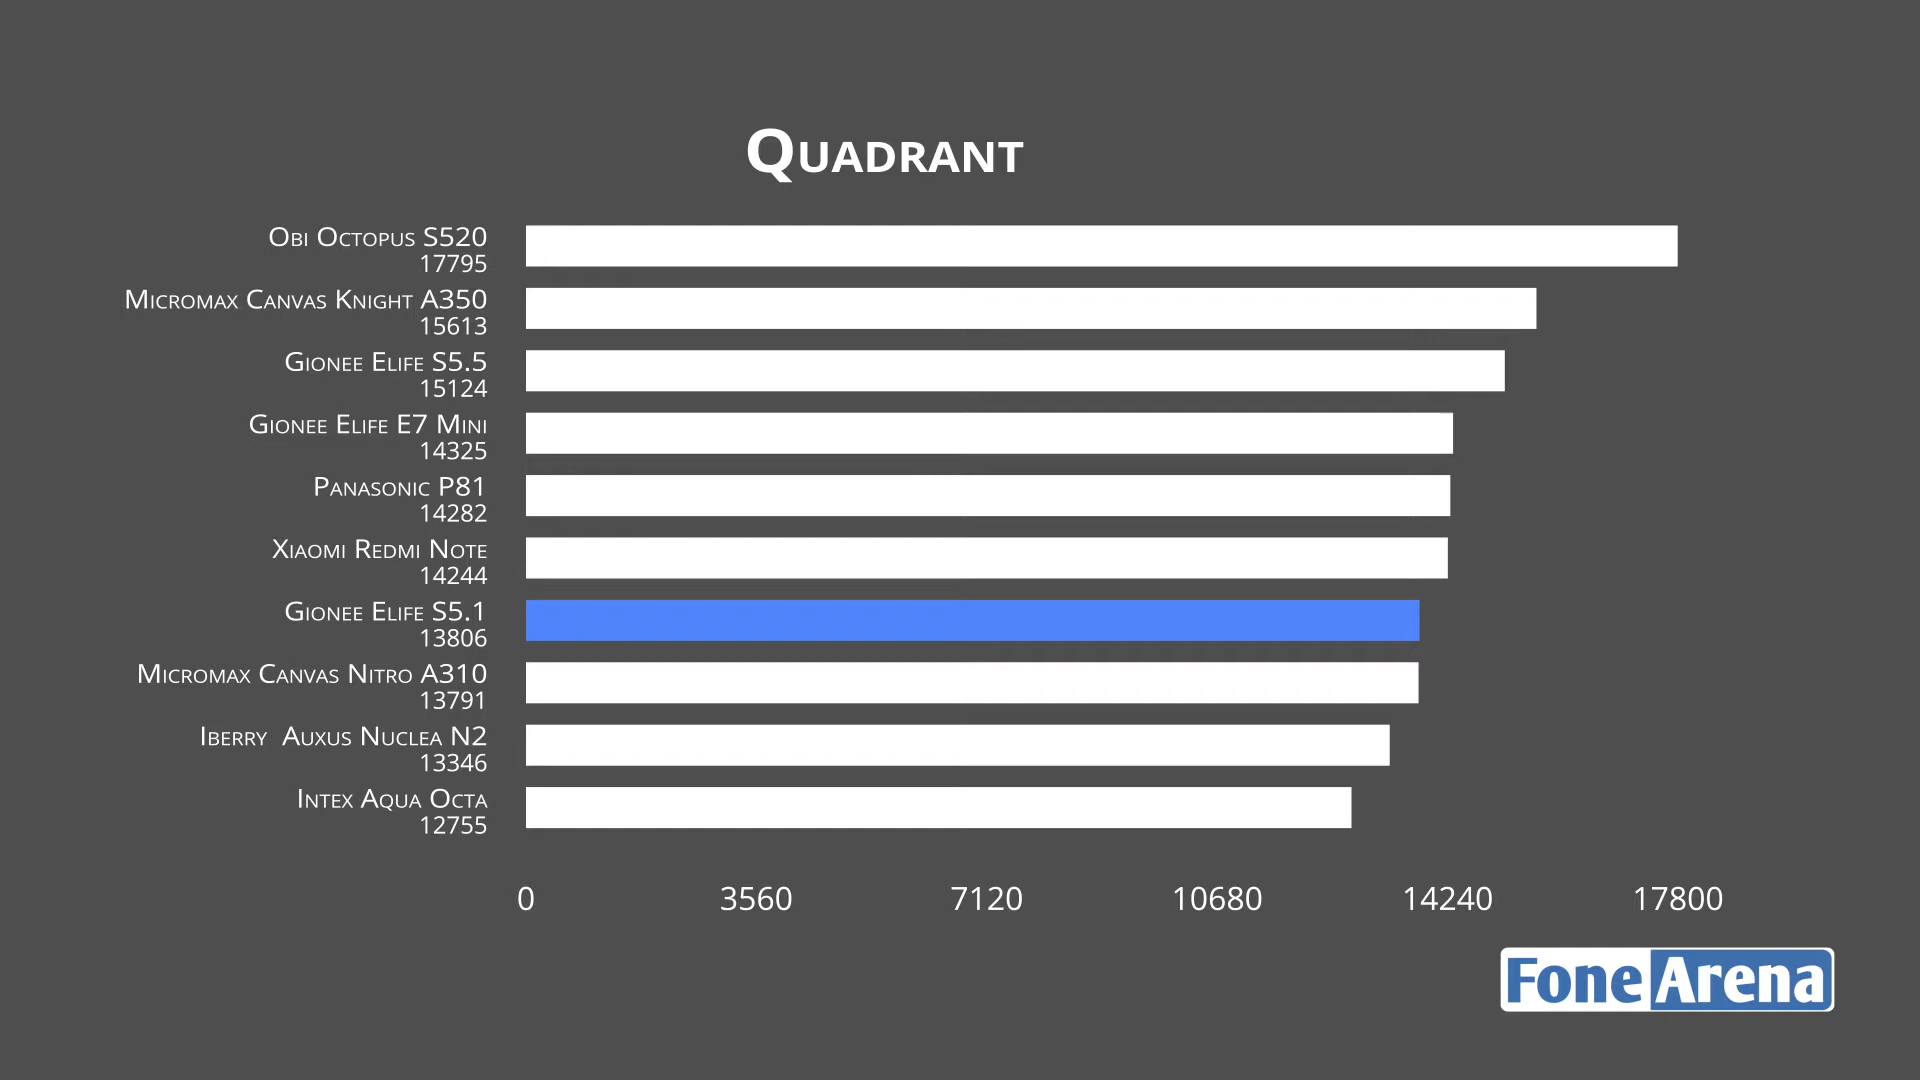 Quadrant
Obi Octopus S520
17795
Micromax Canvas Knight A350
15613
Gionee Elife S5.5
15124
Gionee Elife E7 Mini
14325
Panasonic P81
14282
Xiaomi Redmi Note
14244
Gionee Elife S5.1
13806
Micromax Canvas Nitro A310
13791
Iberry  Auxus Nuclea N2
13346
Intex Aqua Octa
12755
0 3560 7120 10680 14240 17800
FoneArena